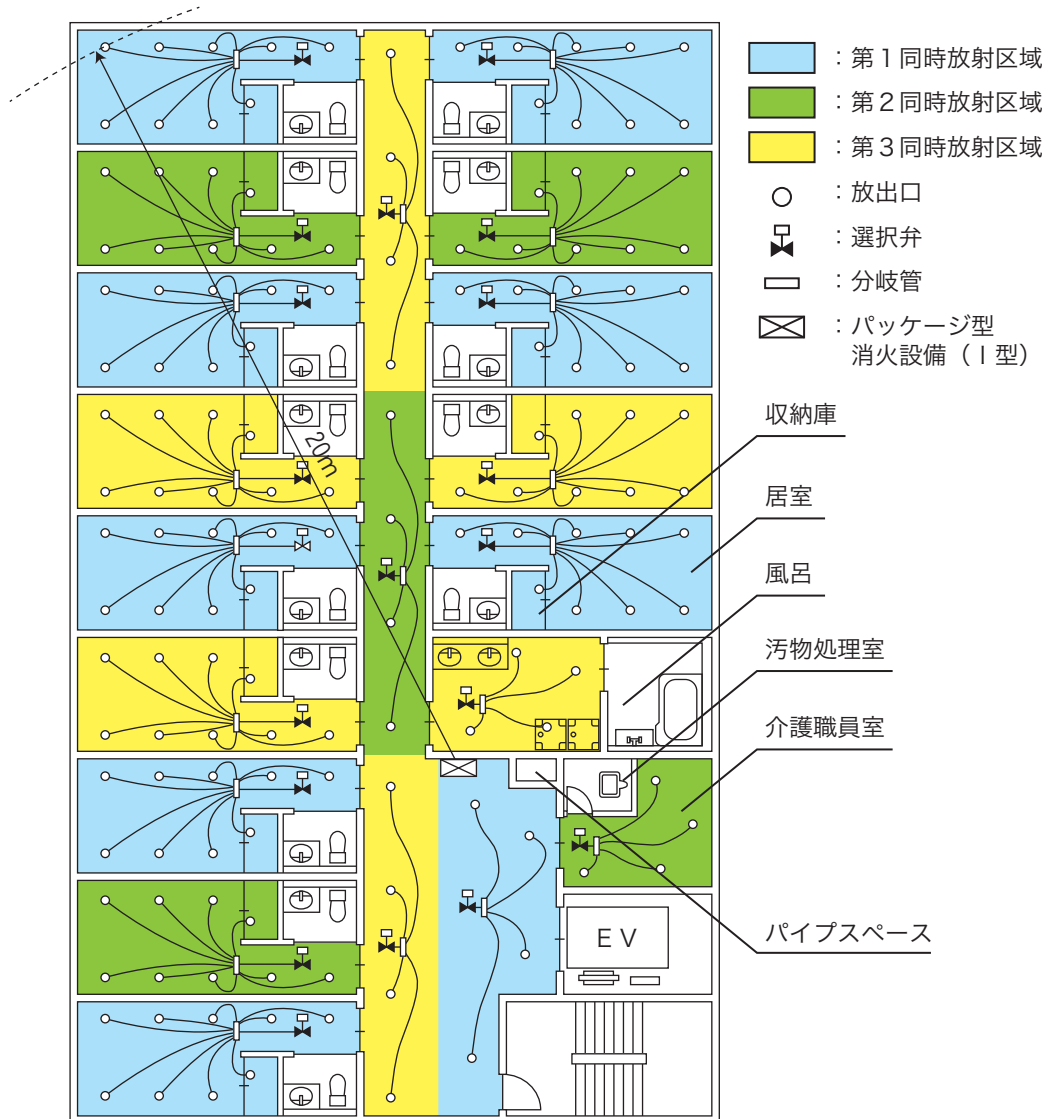 ：第１同時放射区域
：第２同時放射区域
：第３同時放射区域
：放出口
：選択弁
：分岐管
：パッケージ型
消火設備（Ⅰ型）
収納庫
居室
風呂
汚物処理室
介護職員室
パイプスペース
20m
ＥＶ